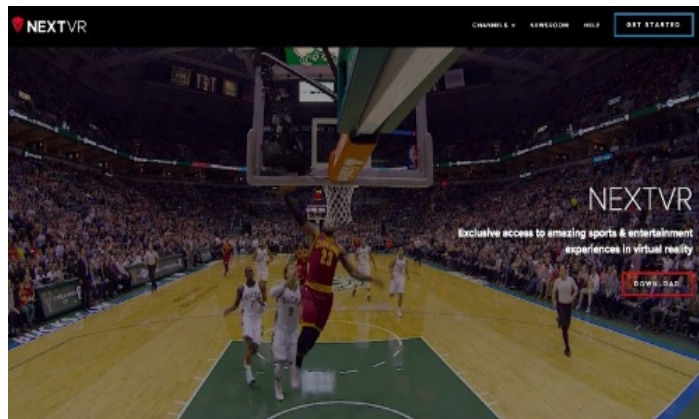 NEXTVR
CHANNELS
NEWSROOM
HELP
GET STARTED
23
9
NEXTVR
Exclusive access to amazing sports & entertainment
experiences in virtual reality
DOWNLOAD